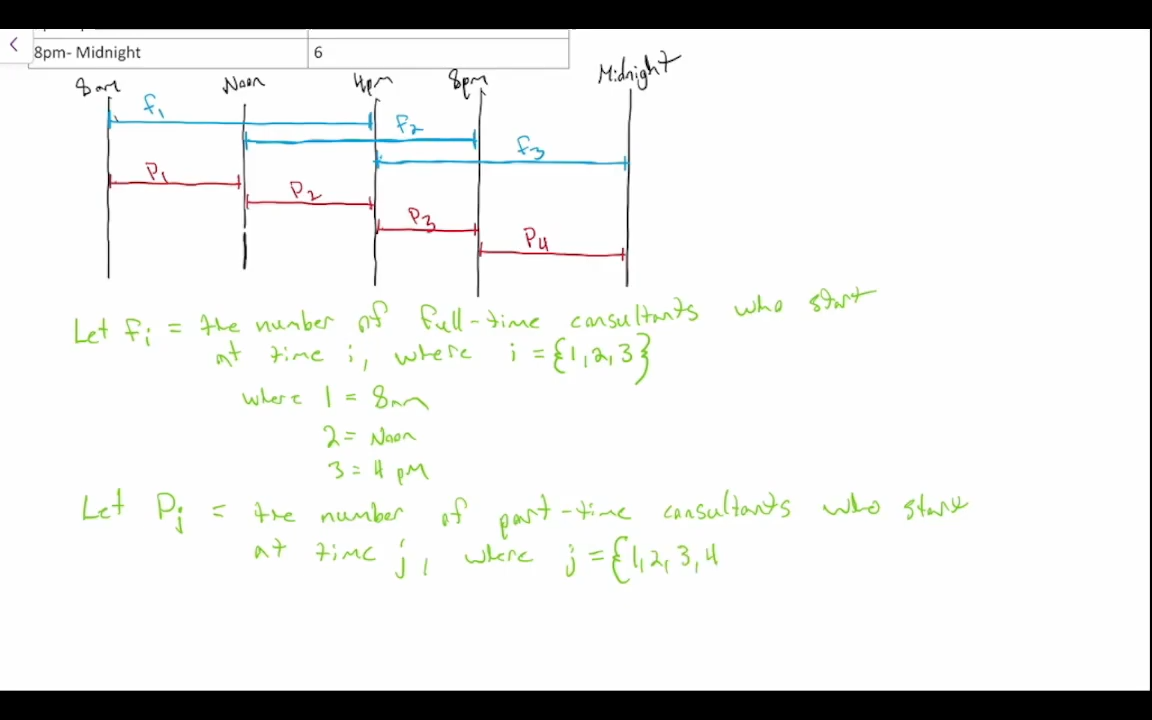 8pm- Midnight 6
8am Noon 4pm 8pm Midnight
f1
f2
f3
P1
P2
P3
P4
Let fi = the number of full-time consultants who start
at time i, where i = {1,2,3}
where 1 = 8am
2 = Noon
3 = 4 pM
Let Pj = the number of part-time consultants who start
at time j, where j = {1,2,3,4